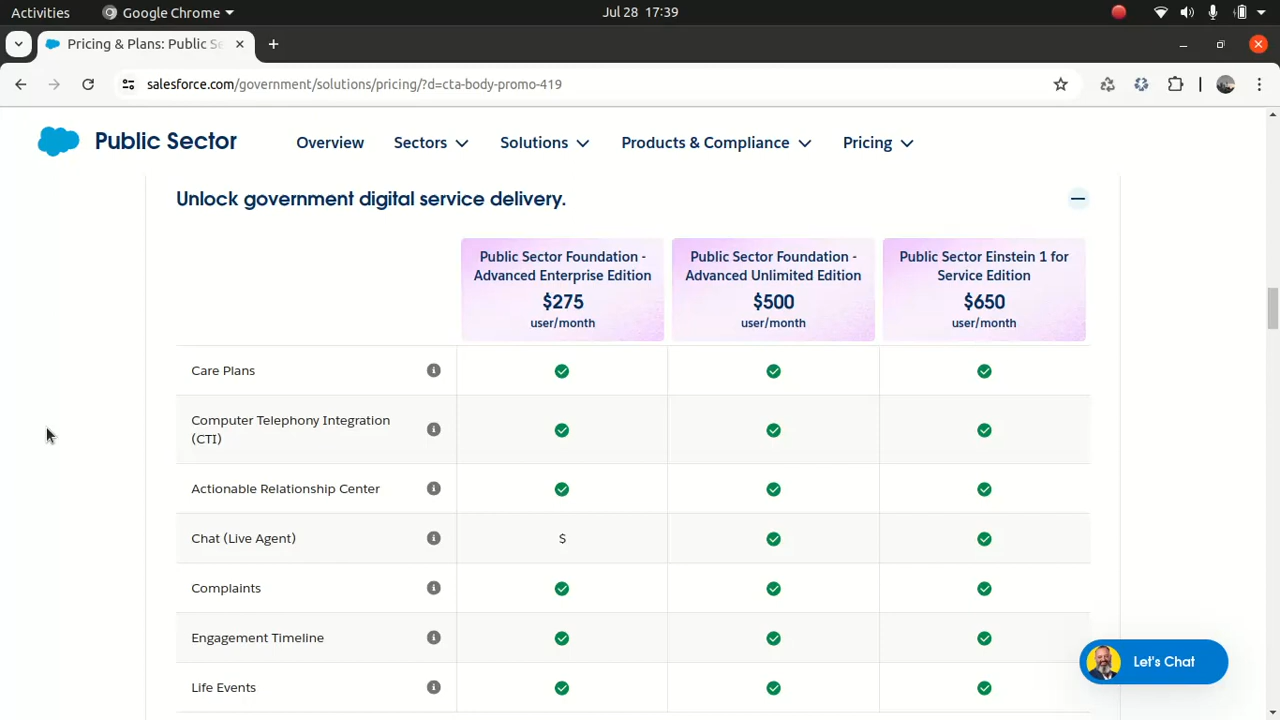 Activities
Google Chrome
Jul 28 17:39
Pricing & Plans: Public Se
salesforce.com/government/solutions/pricing/?d=cta-body-promo-419
Public Sector
Overview
Sectors
Solutions
Products & Compliance
Pricing
Unlock government digital service delivery.
Public Sector Foundation -
Advanced Enterprise Edition
$275
user/month
Public Sector Foundation -
Advanced Unlimited Edition
$500
user/month
Public Sector Einstein 1 for
Service Edition
$650
user/month
Care Plans
Computer Telephony Integration
(CTI)
Actionable Relationship Center
Chat (Live Agent)
$
Complaints
Engagement Timeline
Life Events
Let's Chat